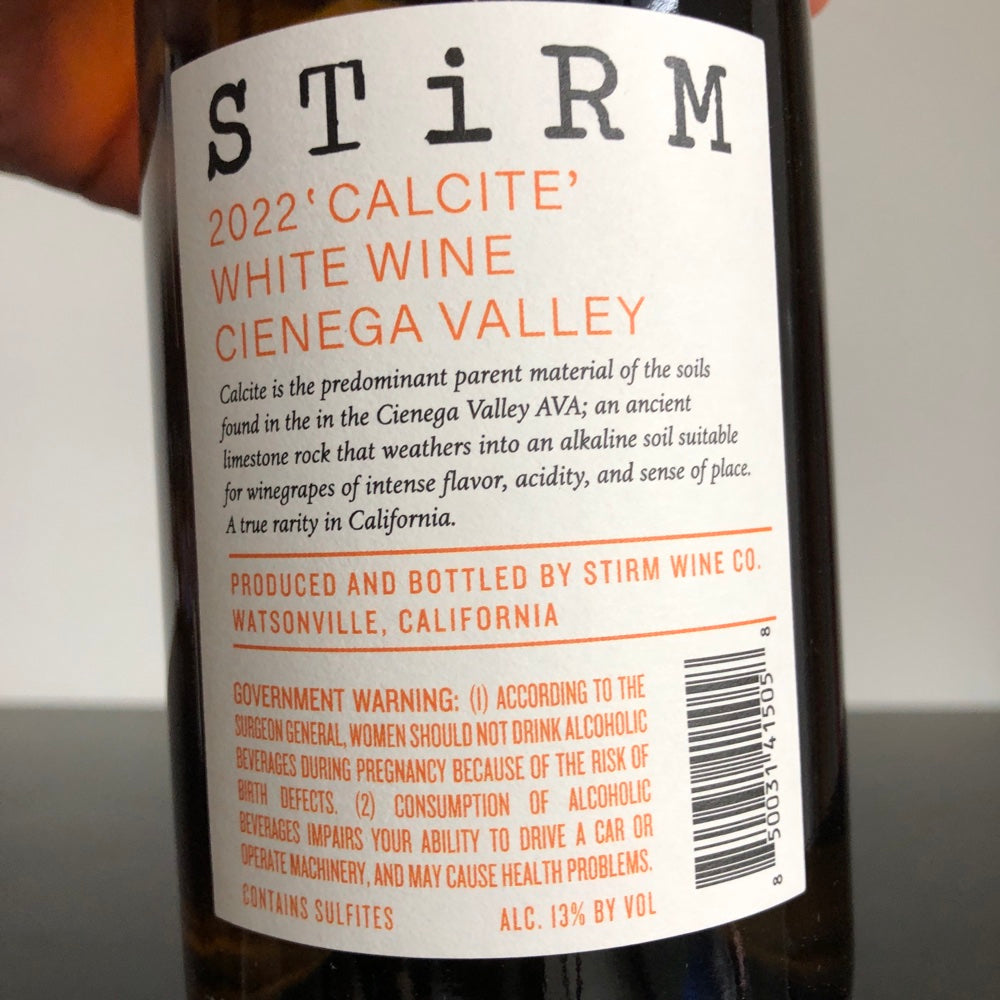 STiRM
2022 ‘CALCITE’
WHITE WINE
CIENEGA VALLEY
Calcite is the predominant parent material of the soils
found in the in the Cienega Valley AVA; an ancient
limestone rock that weathers into an alkaline soil suitable
for winegrapes of intense flavor, acidity, and sense of place.
A true rarity in California.
PRODUCED AND BOTTLED BY STIRM WINE CO.
WATSONVILLE, CALIFORNIA
GOVERNMENT WARNING: (1) ACCORDING TO THE
SURGEON GENERAL, WOMEN SHOULD NOT DRINK ALCOHOLIC
BEVERAGES DURING PREGNANCY BECAUSE OF THE RISK OF
BIRTH DEFECTS. (2) CONSUMPTION OF ALCOHOLIC
BEVERAGES IMPAIRS YOUR ABILITY TO DRIVE A CAR OR
OPERATE MACHINERY, AND MAY CAUSE HEALTH PROBLEMS.
CONTAINS SULFITES
ALC. 13% BY VOL
8 50031 41505 8